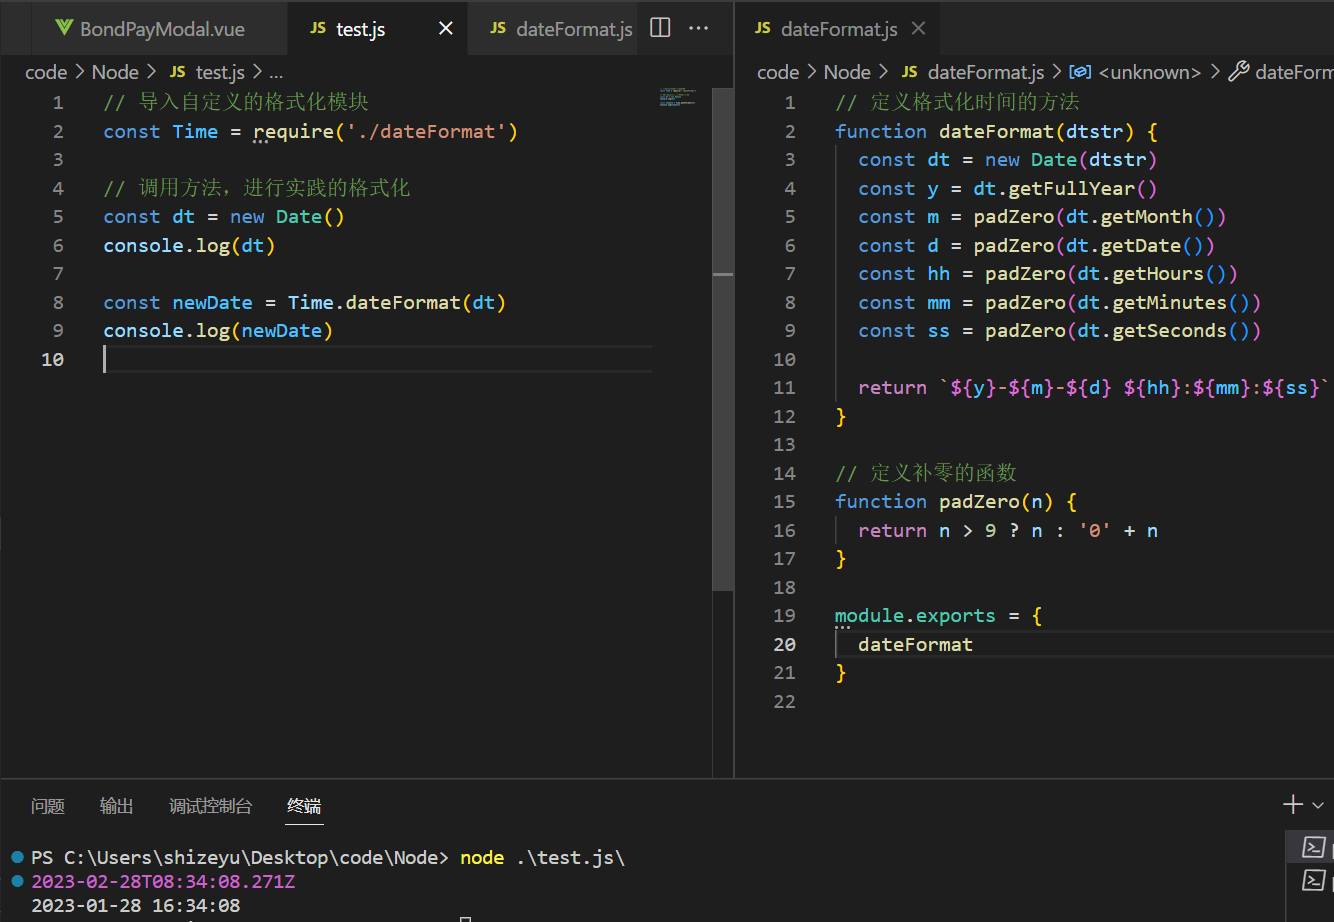 BondPayModal.vue
JS test.js
JS dateFormat.js
JS dateFormat.js
code > Node > JS test.js > ...
1 // 导入自定义的格式化模块
2 const Time = require('./dateFormat')
3
4 // 调用方法，进行实践的格式化
5 const dt = new Date()
6 console.log(dt)
7
8 const newDate = Time.dateFormat(dt)
9 console.log(newDate)
10
code > Node > JS dateFormat.js > <unknown> > dateForm
1 // 定义格式化时间的方法
2 function dateFormat(dtstr) {
3 const dt = new Date(dtstr)
4 const y = dt.getFullYear()
5 const m = padZero(dt.getMonth())
6 const d = padZero(dt.getDate())
7 const hh = padZero(dt.getHours())
8 const mm = padZero(dt.getMinutes())
9 const ss = padZero(dt.getSeconds())
10
11 return `${y}-${m}-${d} ${hh}:${mm}:${ss}`
12 }
13
14 // 定义补零的函数
15 function padZero(n) {
16 return n > 9 ? n : '0' + n
17 }
18
19 module.exports = {
20 dateFormat
21 }
22
问题 输出 调试控制台 终端
PS C:\Users\shizeyu\Desktop\code\Node> node .\test.js\
2023-02-28T08:34:08.271Z
2023-01-28 16:34:08